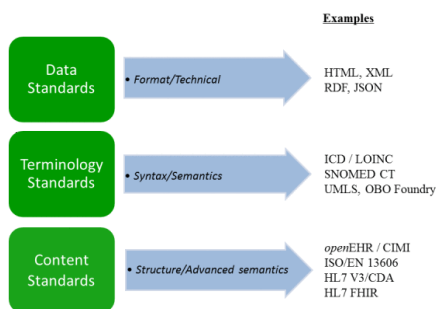 Examples
Data
Standards
• Format/Technical
HTML, XML
RDF, JSON
Terminology
Standards
• Syntax/Semantics
ICD / LOINC
SNOMED CT
UMLS, OBO Foundry
Content
Standards
• Structure/Advanced semantics
openEHR / CIMI
ISO/EN 13606
HL7 V3/CDA
HL7 FHIR